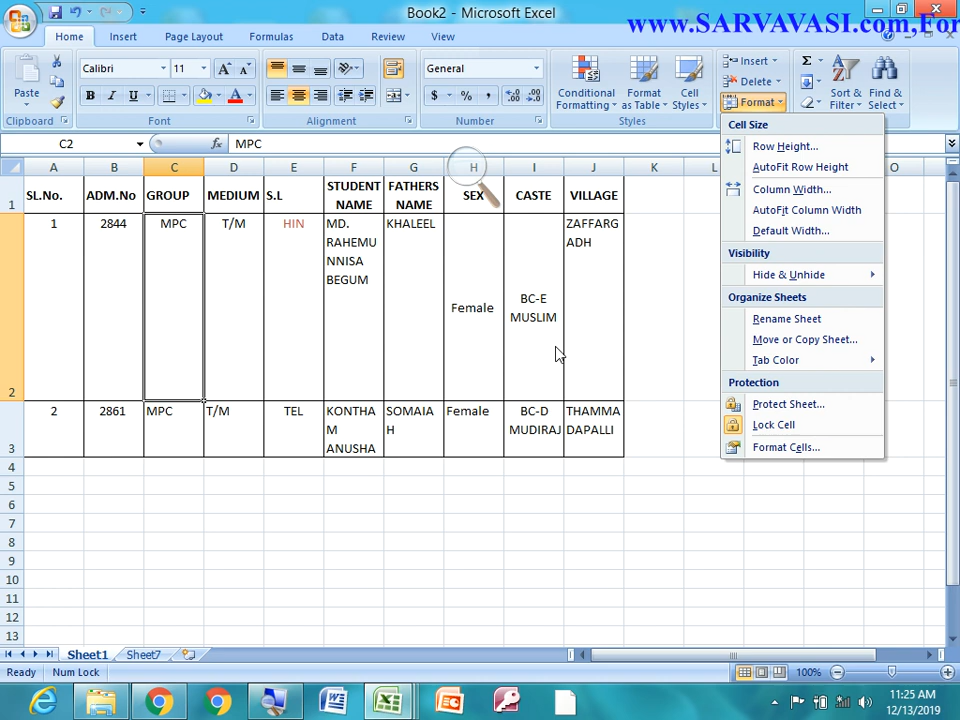 Book2 - Microsoft Excel
www.SARVAVASI.com,For
Home Insert Page Layout Formulas Data Review View
Paste
Clipboard
Calibri 11 A A
B I U A
Font
Alignment
General
$ % , .00 .0
Number
Conditional Formatting
Format as Table
Cell Styles
Styles
Insert
Delete
Format
Σ
Sort & Filter
Find & Select
C2 fx MPC
A B C D E F G H I J K L O
1 SL.No. ADM.No GROUP MEDIUM S.L STUDENT NAME FATHERS NAME SEX CASTE VILLAGE
2 1 2844 MPC T/M HIN MD. RAHEMU NNISA BEGUM KHALEEL Female BC-E MUSLIM ZAFFARG ADH
3 2 2861 MPC T/M TEL KONTHA M ANUSHA SOMAIA H Female BC-D MUDIRAJ THAMMA DAPALLI
4
5
6
7
8
9
10
11
12
13
Cell Size
Row Height...
AutoFit Row Height
Column Width...
AutoFit Column Width
Default Width...
Visibility
Hide & Unhide
Organize Sheets
Rename Sheet
Move or Copy Sheet...
Tab Color
Protection
Protect Sheet...
Lock Cell
Format Cells...
Sheet1 Sheet7
Ready Num Lock 100%
11:25 AM
12/13/2019